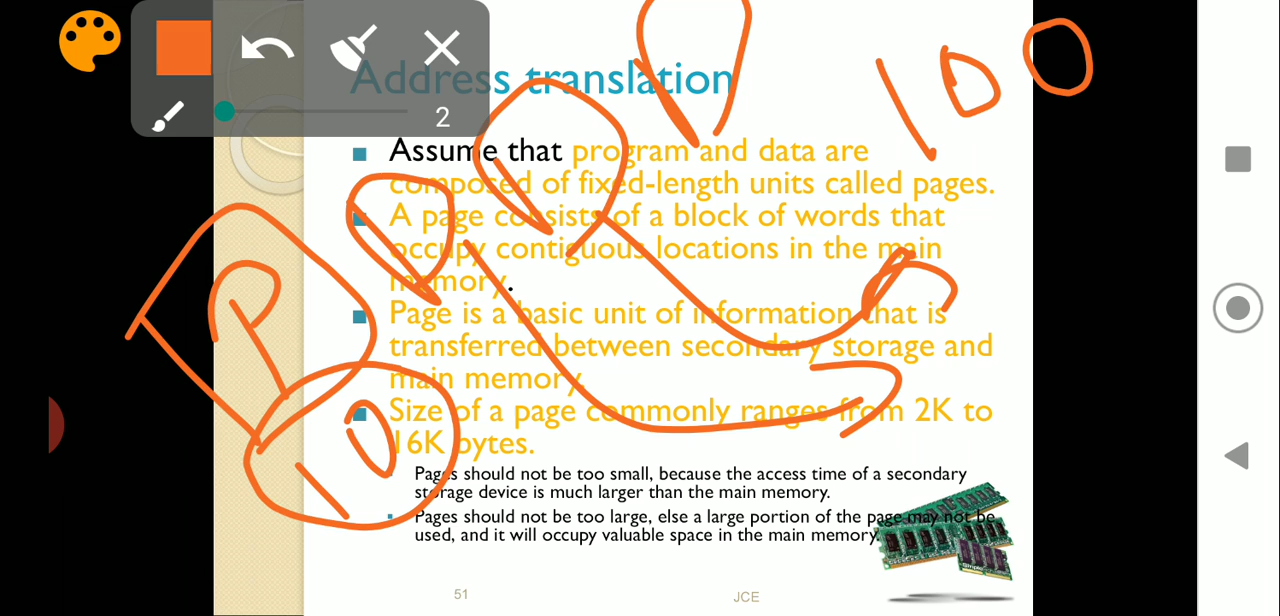 2
Address translation
Assume that program and data are
composed of fixed-length units called pages.
A page consists of a block of words that
occupy contiguous locations in the main
memory.
Page is a basic unit of information that is
transferred between secondary storage and
main memory.
Size of a page commonly ranges from 2K to
16K bytes.
Pages should not be too small, because the access time of a secondary
storage device is much larger than the main memory.
Pages should not be too large, else a large portion of the page may not be
used, and it will occupy valuable space in the main memory.
51
JCE
100
P
10